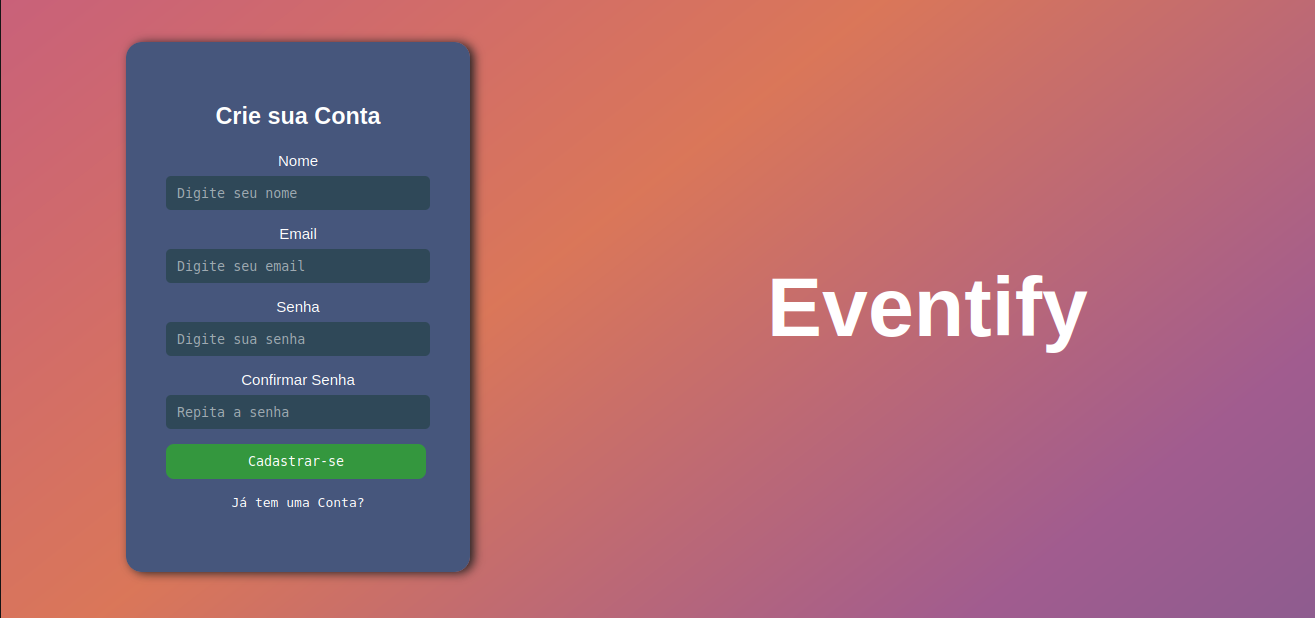 Crie sua Conta
Nome
Digite seu nome
Email
Digite seu email
Senha
Digite sua senha
Confirmar Senha
Repita a senha
Cadastrar-se
Já tem uma Conta?
Eventify